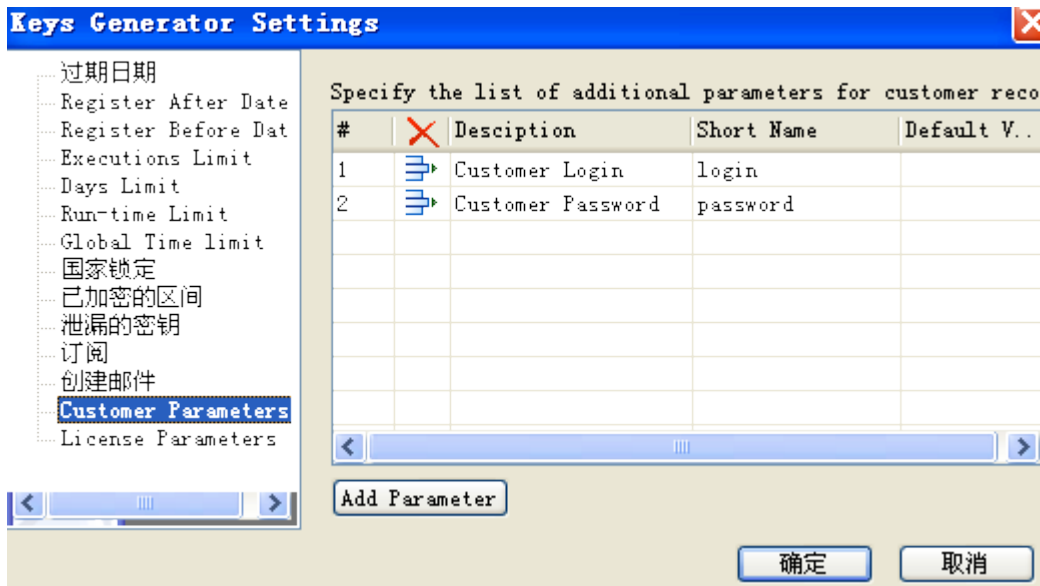 Keys Generator Settings
过期日期
Register After Date
Register Before Dat
Executions Limit
Days Limit
Run-time Limit
Global Time limit
国家锁定
已加密的区间
泄漏的密钥
订阅
创建邮件
Customer Parameters
License Parameters
Specify the list of additional parameters for customer reco
# Desciption Short Name Default V..
1 Customer Login login
2 Customer Password password
Add Parameter
确定 取消